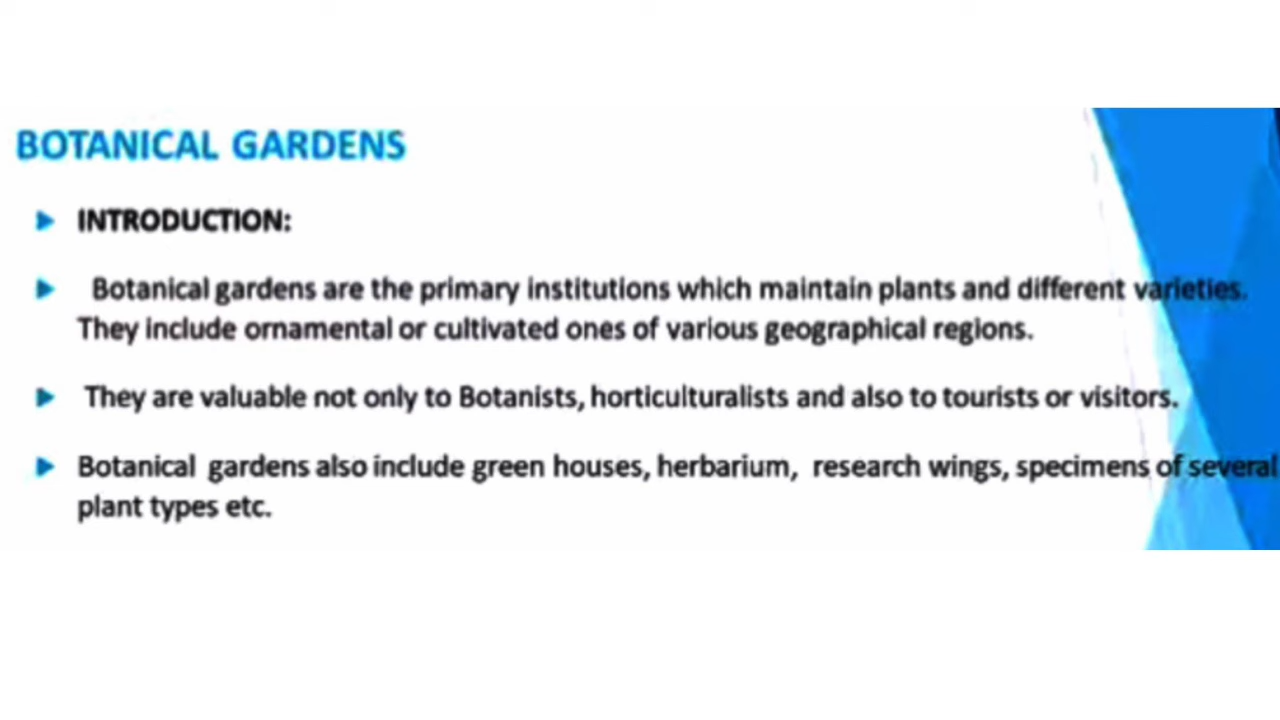 BOTANICAL GARDENS
INTRODUCTION:
Botanical gardens are the primary institutions which maintain plants and different varieties.
They include ornamental or cultivated ones of various geographical regions.
They are valuable not only to Botanists, horticulturalists and also to tourists or visitors.
Botanical gardens also include green houses, herbarium, research wings, specimens of several
plant types etc.